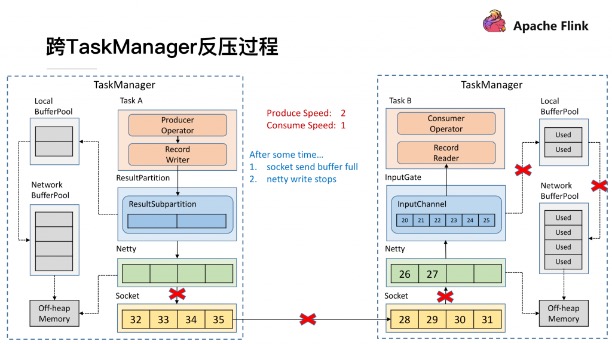 Apache Flink
跨TaskManager反压过程
TaskManager
Local
BufferPool
Task A
Producer
Operator
Record
Writer
ResultPartition
ResultSubpartition
Network
BufferPool
Netty
Socket
Off-heap
Memory
32 33 34 35
Produce Speed: 2
Consume Speed: 1
After some time…
1. socket send buffer full
2. netty write stops
TaskManager
Task B
Consumer
Operator
Record
Reader
InputGate
InputChannel
20 21 22 23 24 25
Netty
26 27
Socket
28 29 30 31
Local
BufferPool
Used
Used
Network
BufferPool
Used
Used
Used
Used
Off-heap
Memory